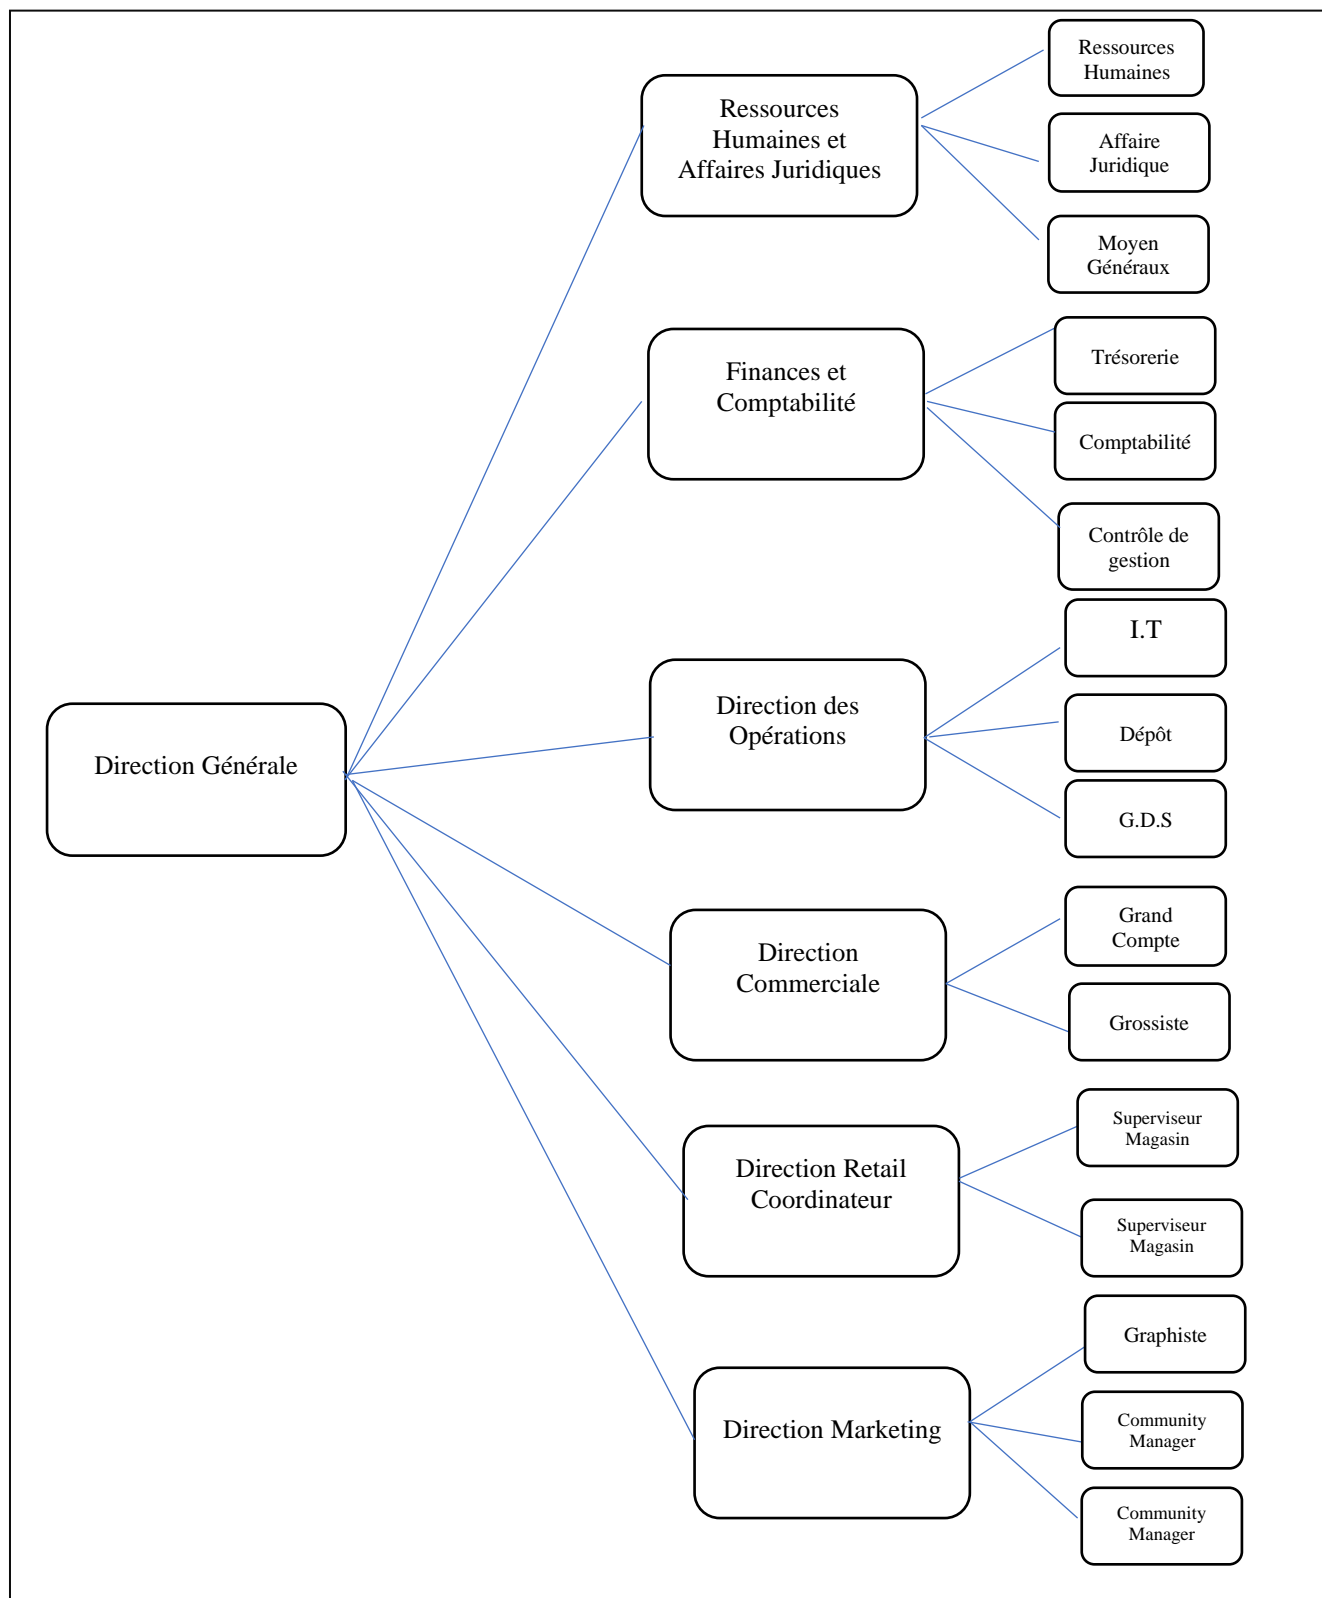 Direction Générale
Ressources
Humaines et
Affaires Juridiques
Ressources
Humaines
Affaire
Juridique
Moyen
Généraux
Finances et
Comptabilité
Trésorerie
Comptabilité
Contrôle de
gestion
Direction des
Opérations
I.T
Dépôt
G.D.S
Direction
Commerciale
Grand
Compte
Grossiste
Direction Retail
Coordinateur
Superviseur
Magasin
Superviseur
Magasin
Direction Marketing
Graphiste
Community
Manager
Community
Manager